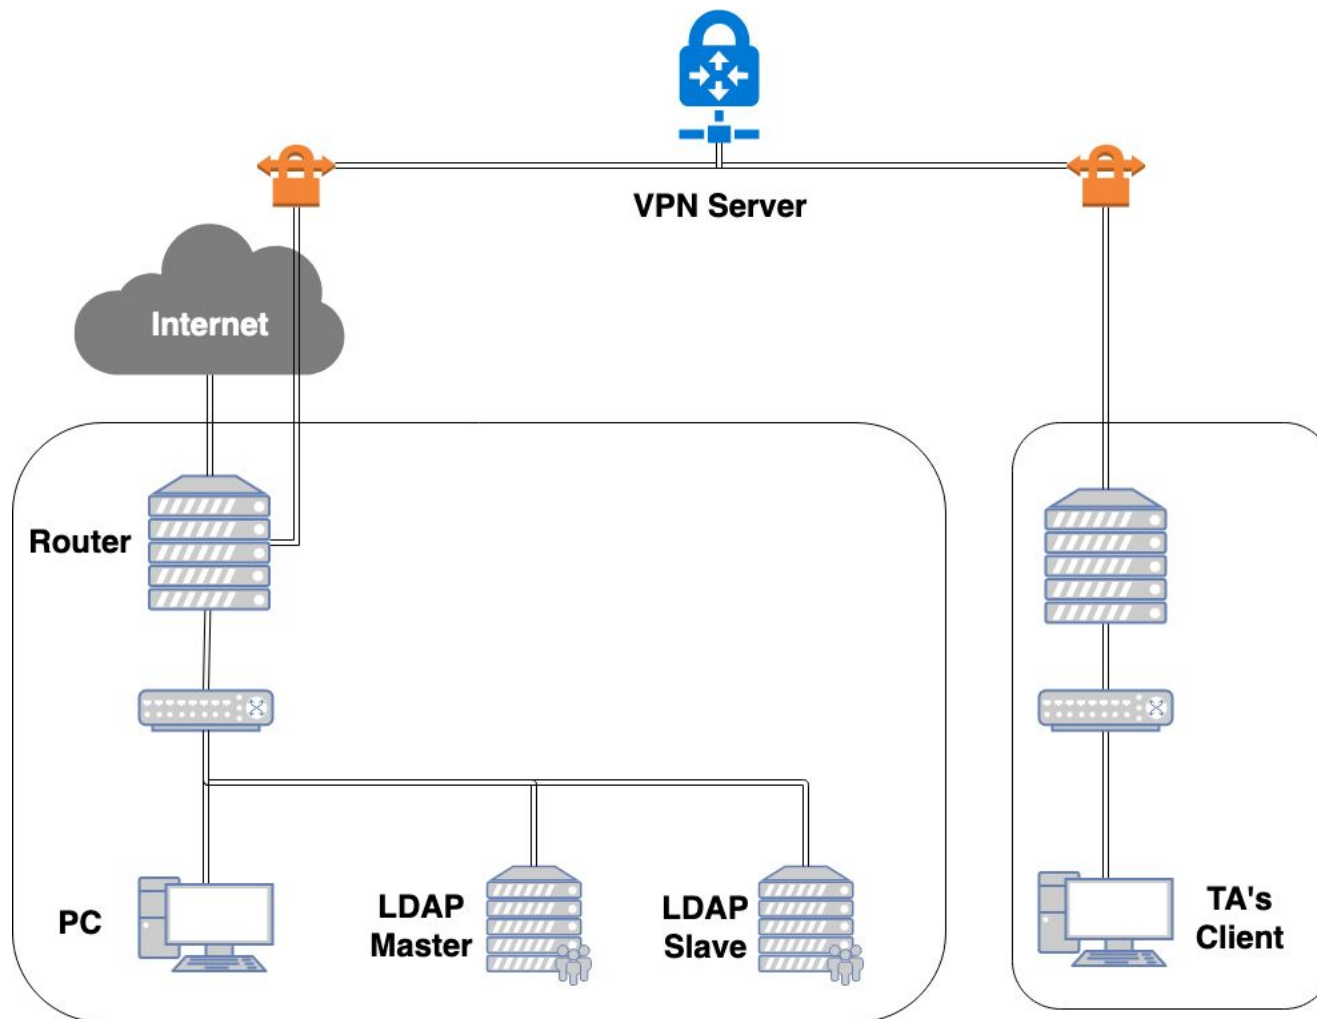 VPN Server
Internet
Router
PC
LDAP
Master
LDAP
Slave
TA's
Client